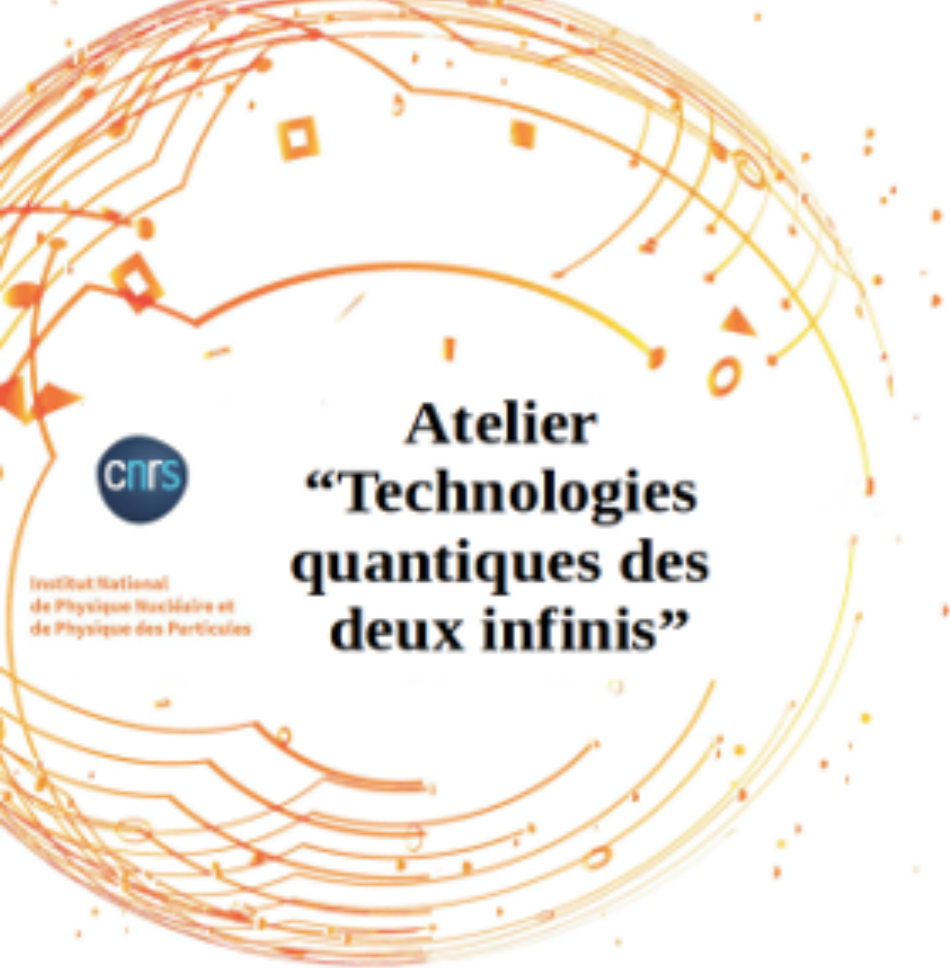 Atelier
“Technologies
quantiques des
deux infinis”
cnrs
Institut National
de Physique Nucléaire et
de Physique des Particules